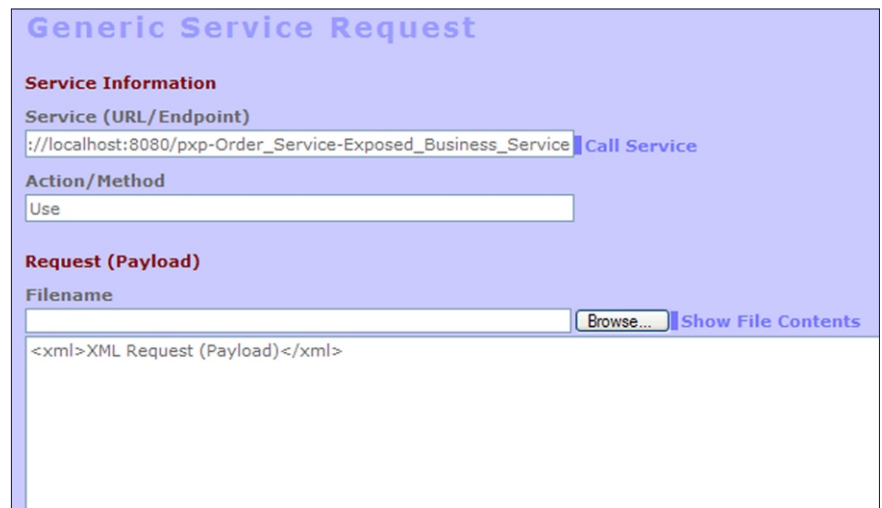 Generic Service Request
Service Information
Service (URL/Endpoint)
://localhost:8080/pxp-Order_Service-Exposed_Business_Service Call Service
Action/Method
Use
Request (Payload)
Filename
Browse... Show File Contents
<xml>XML Request (Payload)</xml>